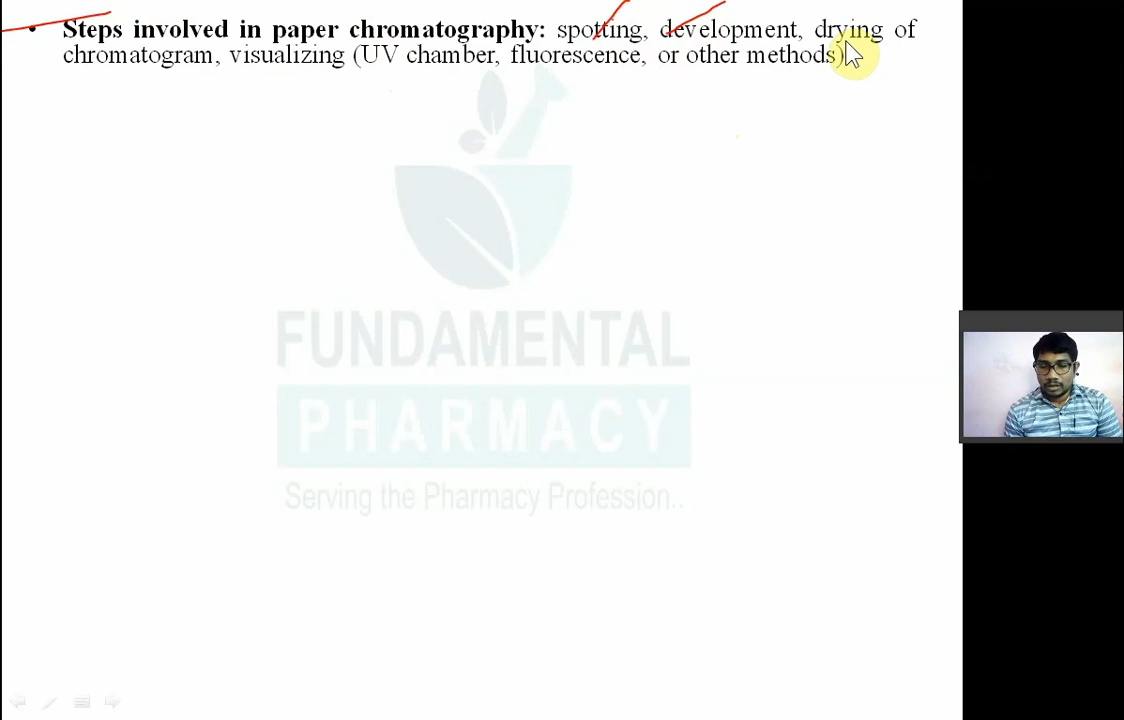 • Steps involved in paper chromatography: spotting, development, drying of
chromatogram, visualizing (UV chamber, fluorescence, or other methods)
FUNDAMENTAL
PHARMACY
Serving the Pharmacy Profession..